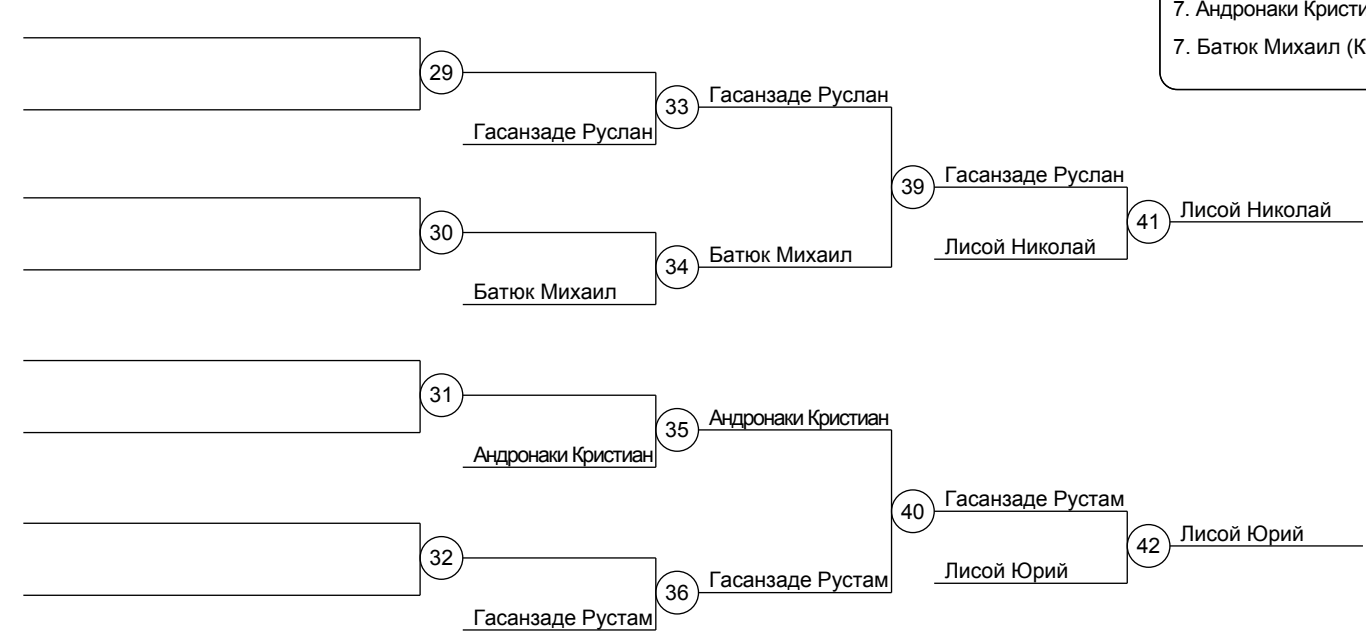 7. Андронаки Кристи
7. Батюк Михаил (К
29
33
Гасанзаде Руслан
Гасанзаде Руслан
39
Гасанзаде Руслан
41
Лисой Николай
30
34
Батюк Михаил
Лисой Николай
Батюк Михаил
31
35
Андронаки Кристиан
Андронаки Кристиан
40
Гасанзаде Рустам
42
Лисой Юрий
32
36
Гасанзаде Рустам
Лисой Юрий
Гасанзаде Рустам